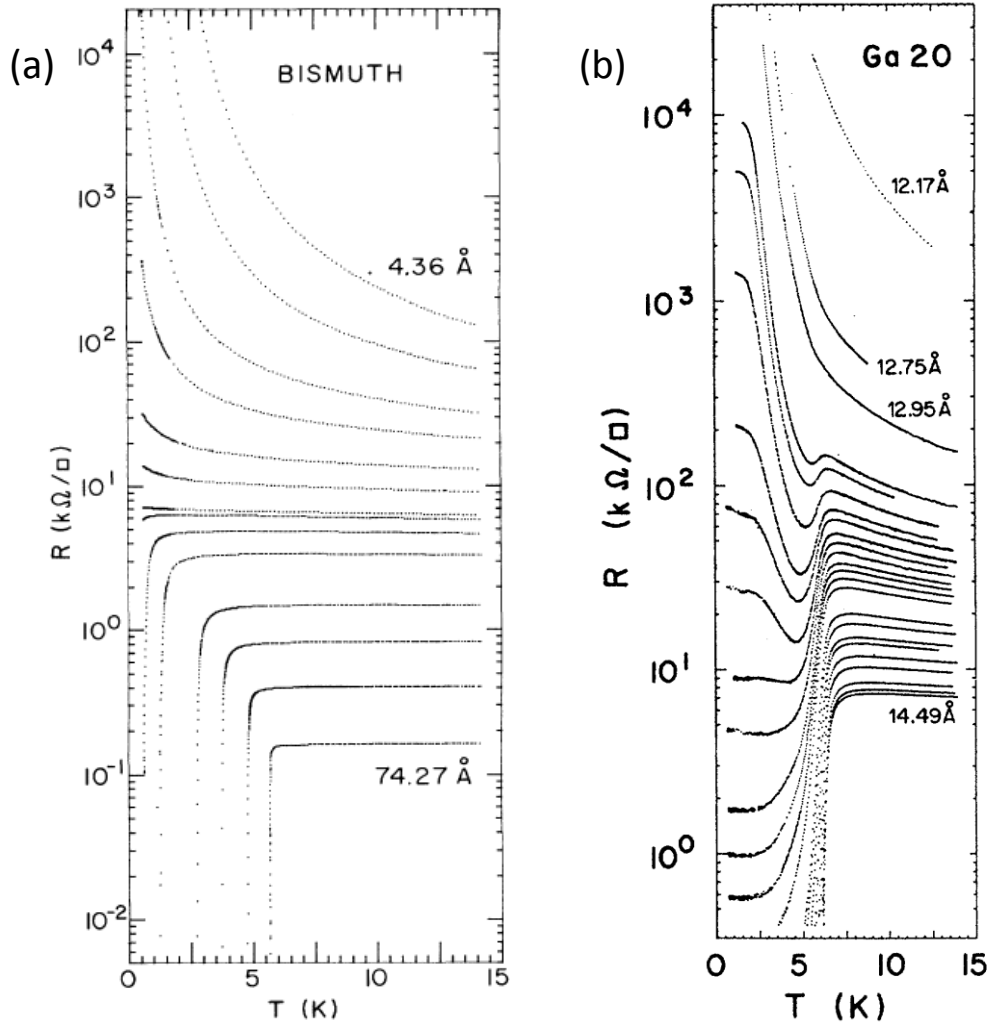 (a)
BISMUTH
4.36 Å
74.27 Å
R (kΩ/□)
10⁴
10³
10²
10¹
10⁰
10⁻¹
10⁻²
0 5 10 15
T (K)
(b)
Ga 20
12.17Å
12.75Å
12.95Å
14.49Å
R (kΩ/□)
10⁴
10³
10²
10¹
10⁰
0 5 10 15
T (K)